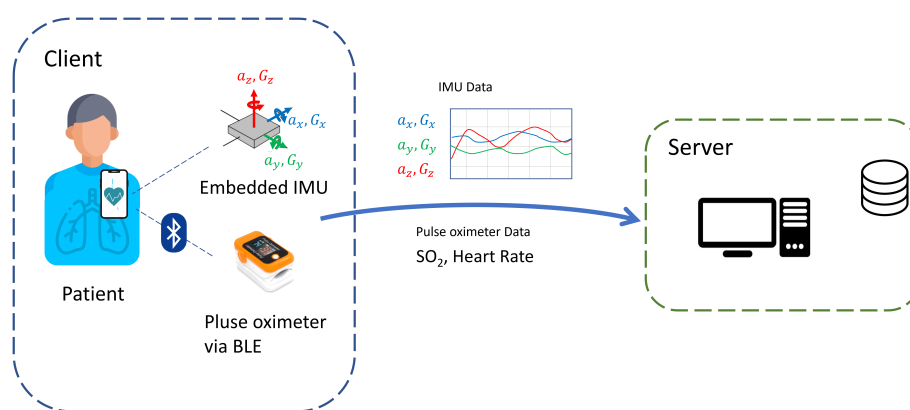 Client
a_z, G_z
a_x, G_x
a_y, G_y
Embedded IMU
Patient
Pluse oximeter
via BLE
IMU Data
a_x, G_x
a_y, G_y
a_z, G_z
Pulse oximeter Data
SO₂, Heart Rate
Server